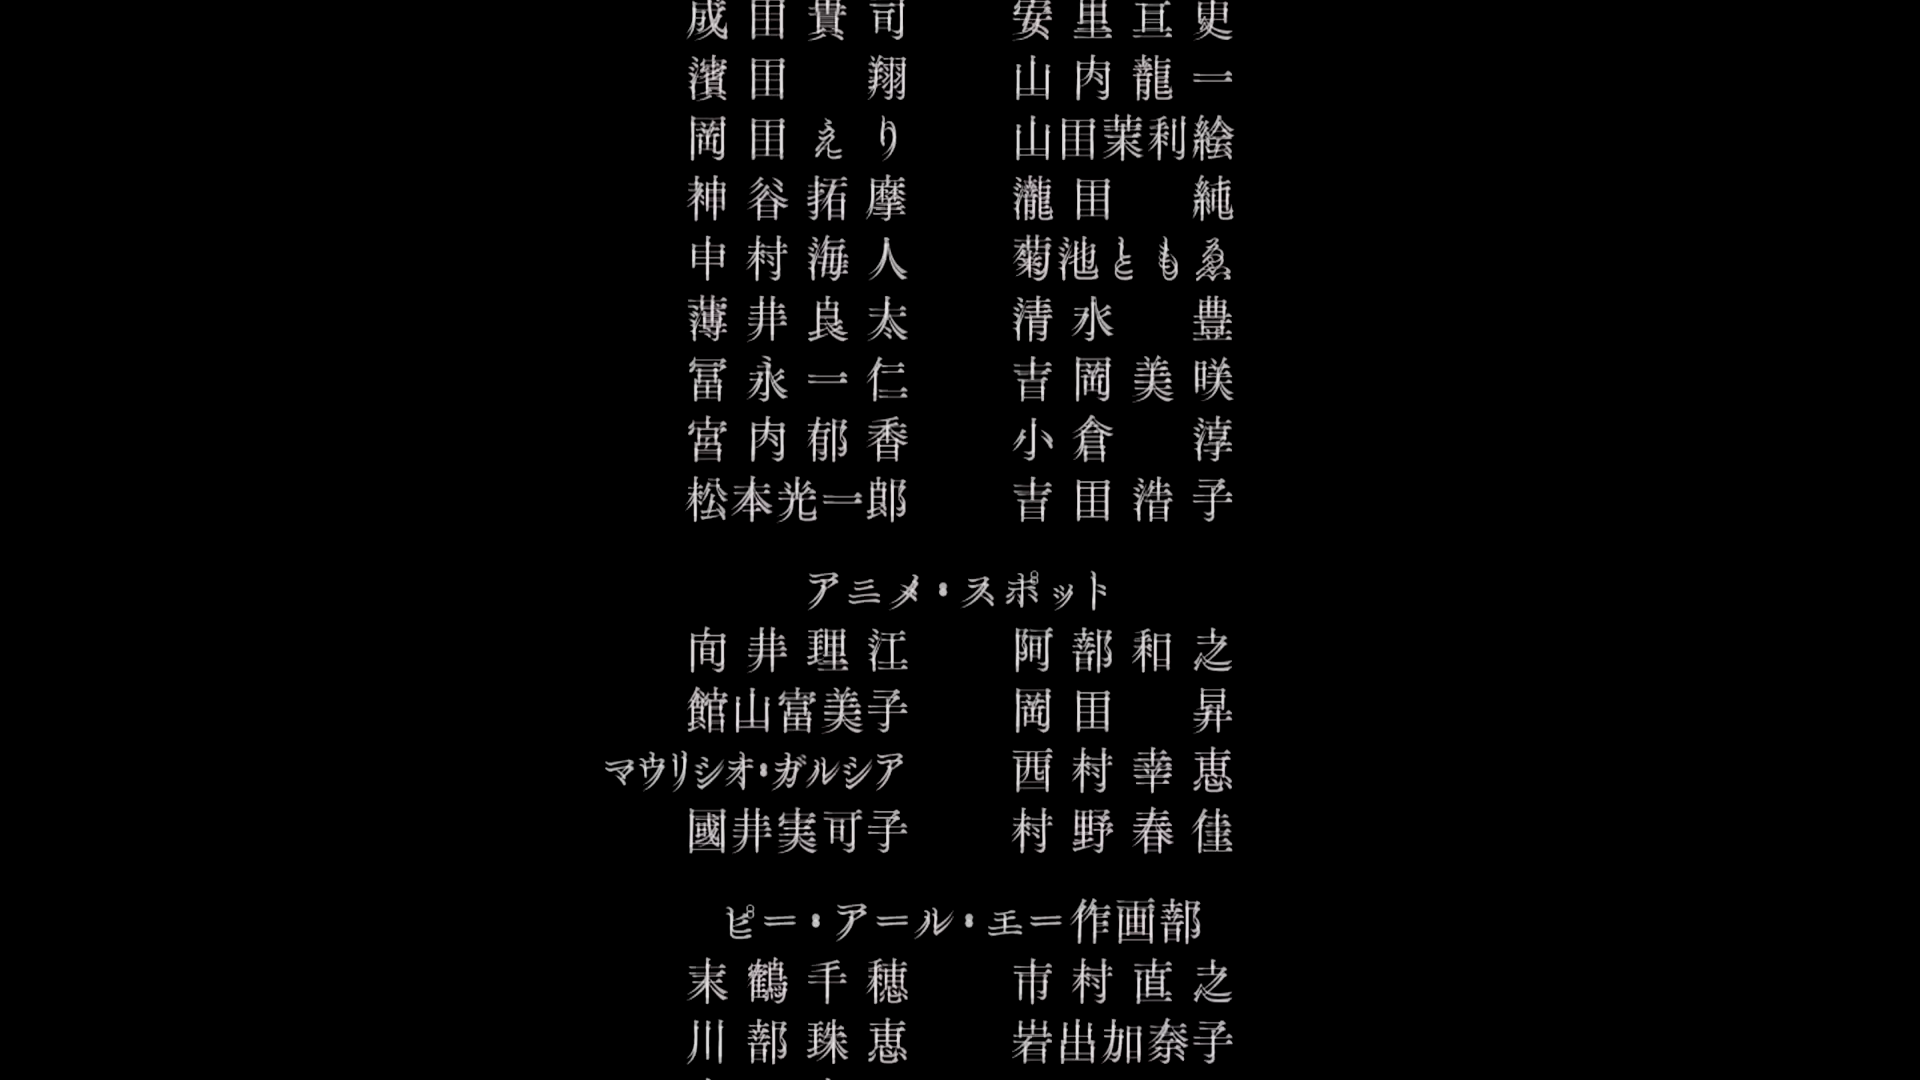 成田貴司 安里亘史
濱田 翔 山内龍一
岡田えり 山田茉利絵
神谷拓摩 瀧田 純
中村海人 菊池ともゑ
薄井良太 清水 豊
冨永一仁 吉岡美咲
宮内郁香 小倉 淳
松本光一郎 吉田浩子
アニメ・スポット
向井理江 阿部和之
館山富美子 岡田 昇
マウリシオ・ガルシア 西村幸恵
國井実可子 村野春佳
ピー・アール・エー作画部
末鶴千穂 市村直之
川部珠恵 岩出加奈子